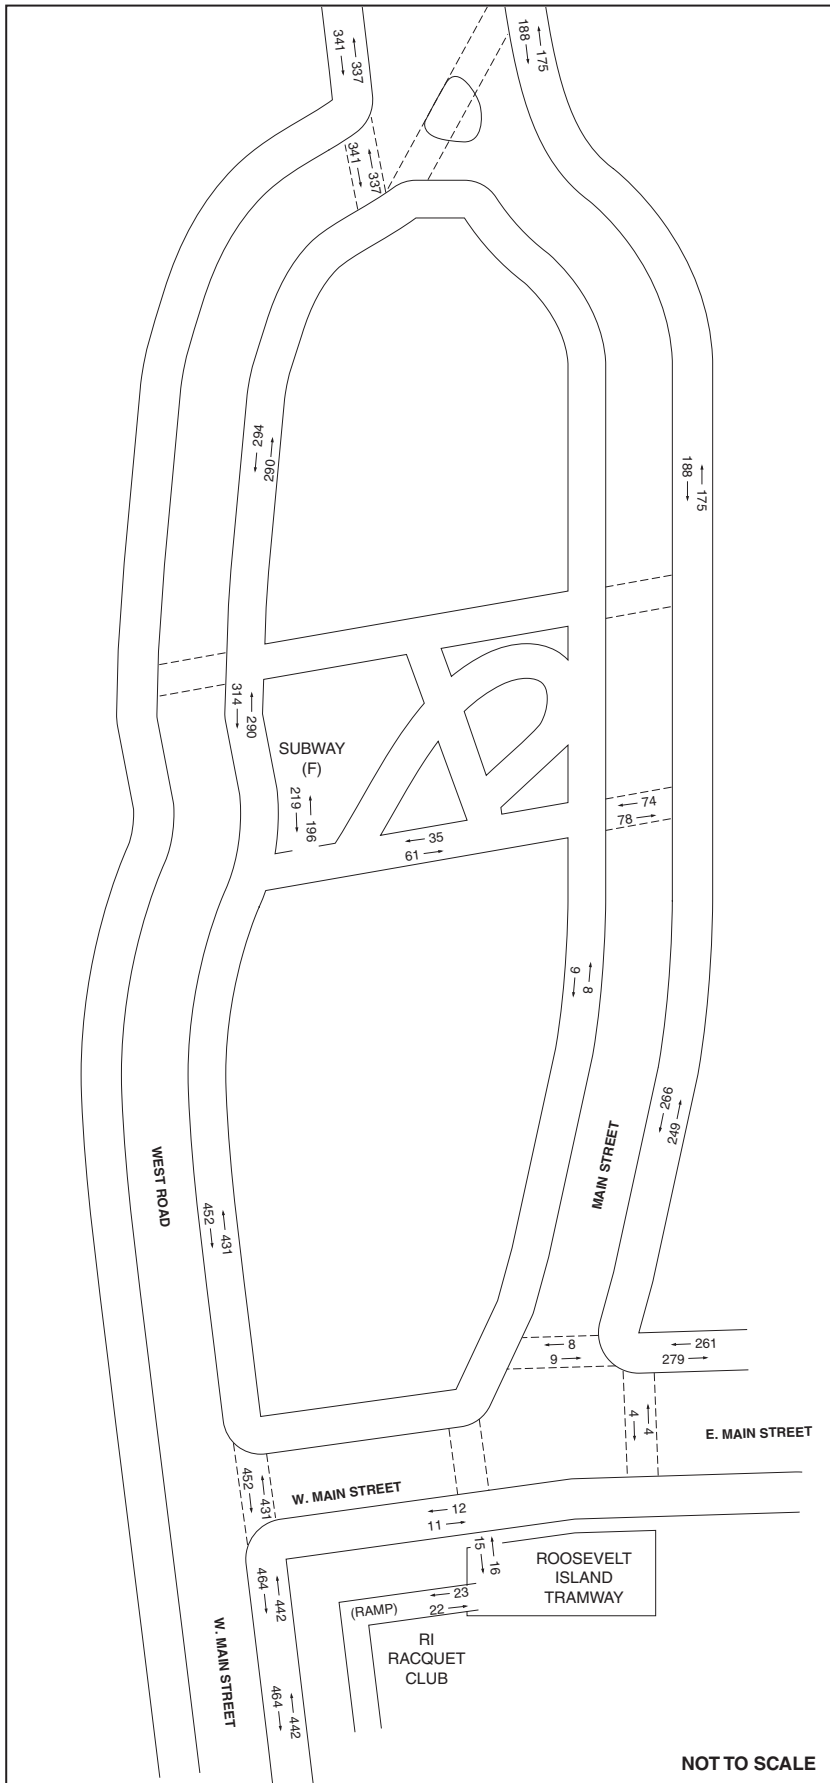 341
337
188
175
341
337
294
290
188
175
314
290
SUBWAY
(F)
219
196
74
78
35
61
9
8
266
249
MAIN STREET
WEST ROAD
452
431
8
9
261
279
4
4
E. MAIN STREET
452
431
W. MAIN STREET
12
11
15
16
ROOSEVELT
ISLAND
TRAMWAY
464
442
23
22
(RAMP)
RI
RACQUET
CLUB
W. MAIN STREET
464
442
NOT TO SCALE